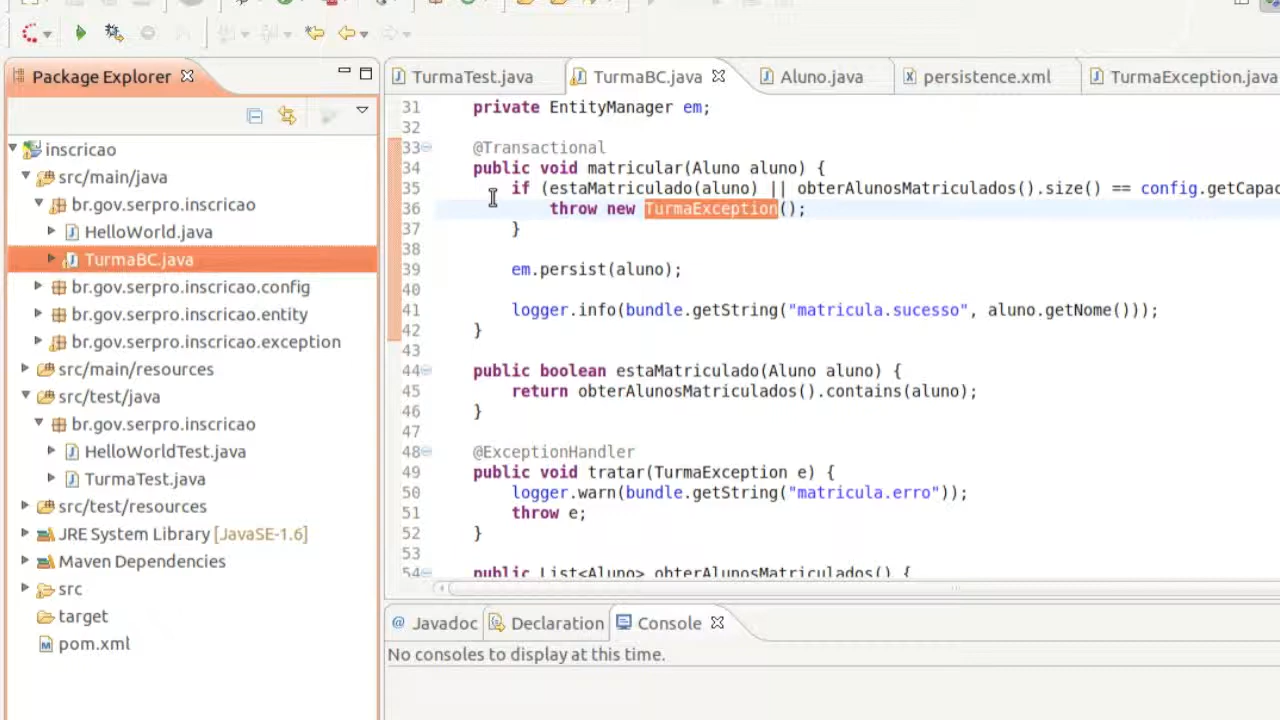 Package Explorer
inscricao
src/main/java
br.gov.serpro.inscricao
HelloWorld.java
TurmaBC.java
br.gov.serpro.inscricao.config
br.gov.serpro.inscricao.entity
br.gov.serpro.inscricao.exception
src/main/resources
src/test/java
br.gov.serpro.inscricao
HelloWorldTest.java
TurmaTest.java
src/test/resources
JRE System Library [JavaSE-1.6]
Maven Dependencies
src
target
pom.xml
TurmaTest.java TurmaBC.java Aluno.java persistence.xml TurmaException.java
31 private EntityManager em;
32
33 @Transactional
34 public void matricular(Aluno aluno) {
35 if (estaMatriculado(aluno) || obterAlunosMatriculados().size() == config.getCapac
36 throw new TurmaException();
37 }
38
39 em.persist(aluno);
40
41 logger.info(bundle.getString("matricula.sucesso", aluno.getNome()));
42 }
43
44 public boolean estaMatriculado(Aluno aluno) {
45 return obterAlunosMatriculados().contains(aluno);
46 }
47
48 @ExceptionHandler
49 public void tratar(TurmaException e) {
50 logger.warn(bundle.getString("matricula.erro"));
51 throw e;
52 }
53
54 public List<Aluno> obterAlunosMatriculados() {
Javadoc Declaration Console
No consoles to display at this time.